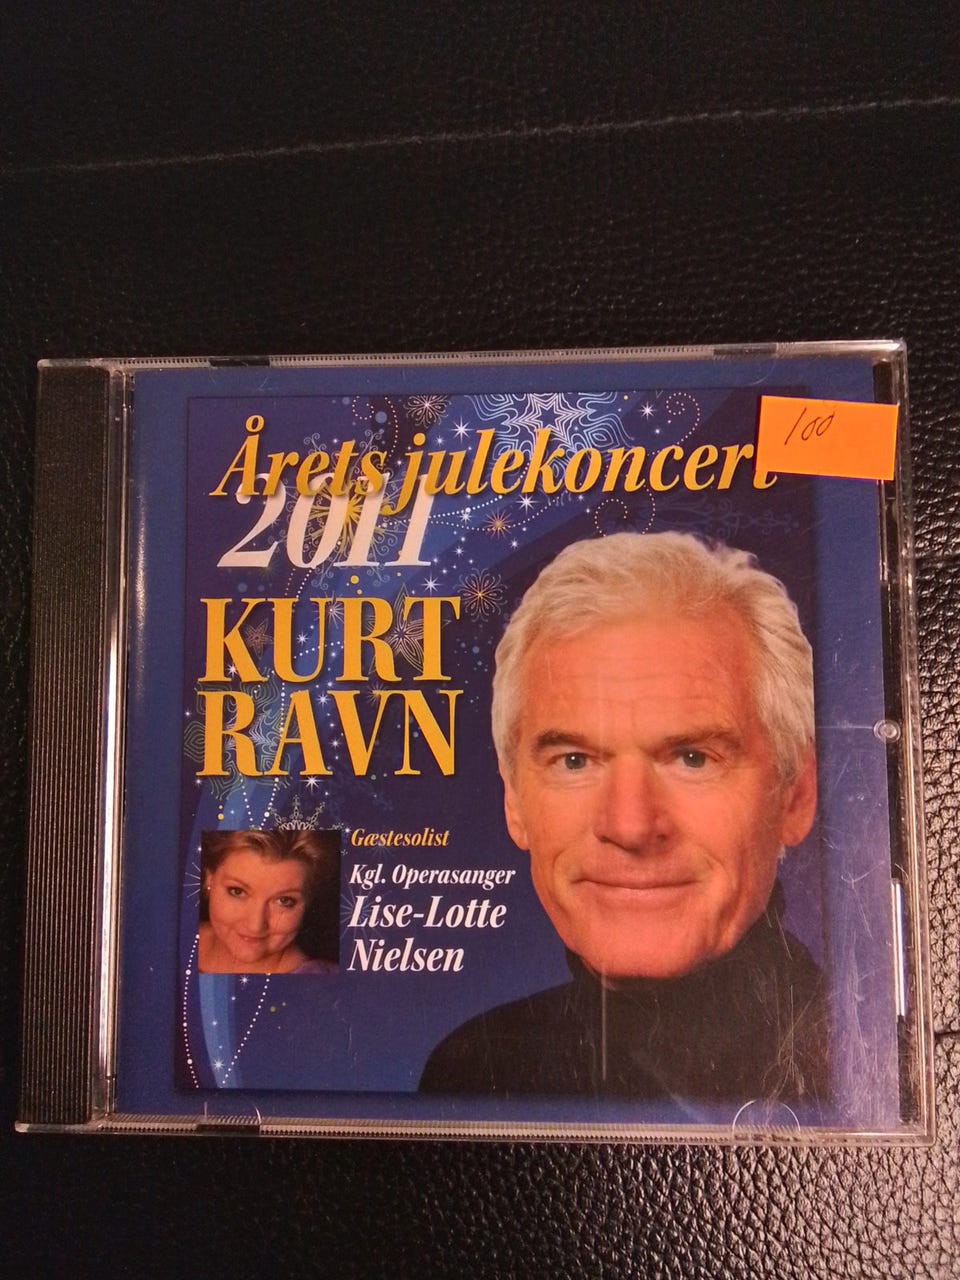 Årets julekoncert
100
2011
KURT
RAVN
Gæstesolist
Kgl. Operasanger
Lise-Lotte
Nielsen